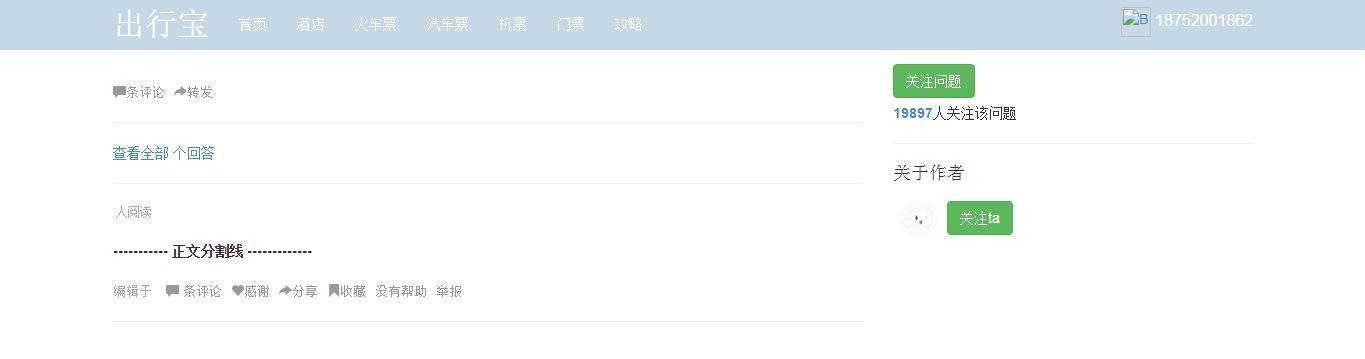 出行宝 首页 酒店 火车票 汽车票 机票 门票 攻略 B 18752001862
条评论 转发
查看全部 个回答
人阅读
----------- 正文分割线 -------------
编辑于 条评论 感谢 分享 收藏 没有帮助 举报
关注问题
19897人关注该问题
关于作者
关注ta